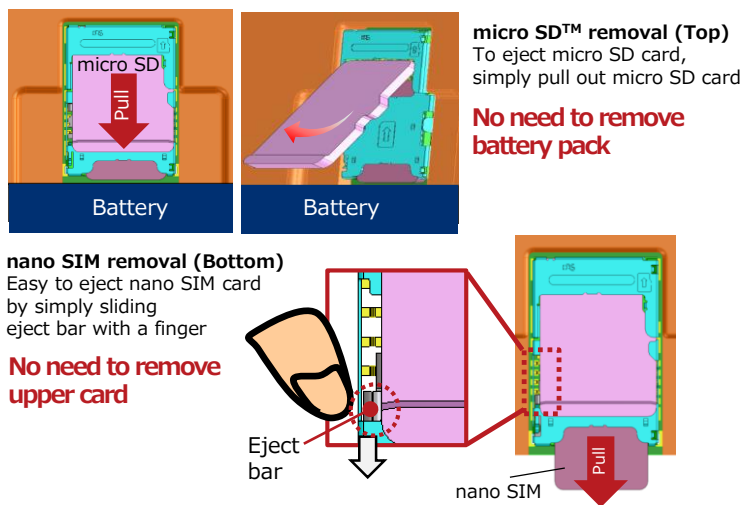 micro SD
Pull
Battery
Battery
micro SD™ removal (Top)
To eject micro SD card,
simply pull out micro SD card
No need to remove
battery pack
nano SIM removal (Bottom)
Easy to eject nano SIM card
by simply sliding
eject bar with a finger
No need to remove
upper card
Eject
bar
nano SIM
Pull